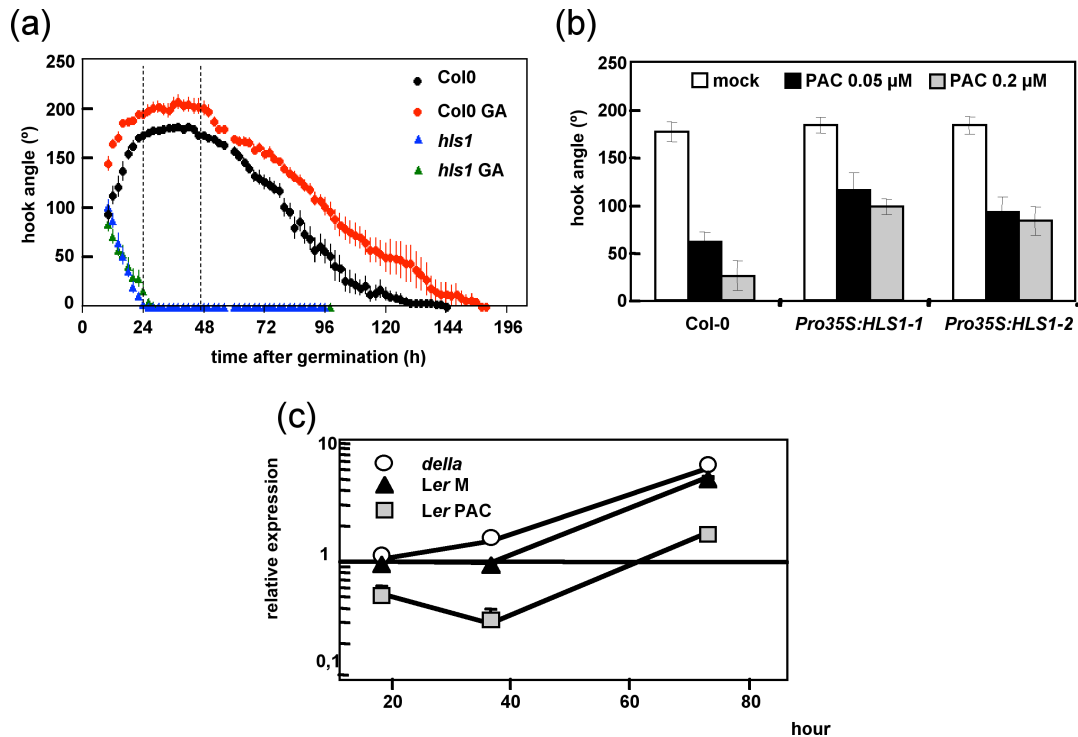 (a)
hook angle (º)
250
200
150
100
50
0
Col0
Col0 GA
hls1
hls1 GA
0 24 48 72 96 120 144 196
time after germination (h)
(b)
hook angle (º)
250
200
150
100
50
0
mock PAC 0.05 µM PAC 0.2 µM
Col-0 Pro35S:HLS1-1 Pro35S:HLS1-2
(c)
relative expression
10
1
0,1
della
Ler M
Ler PAC
20 40 60 80
hour